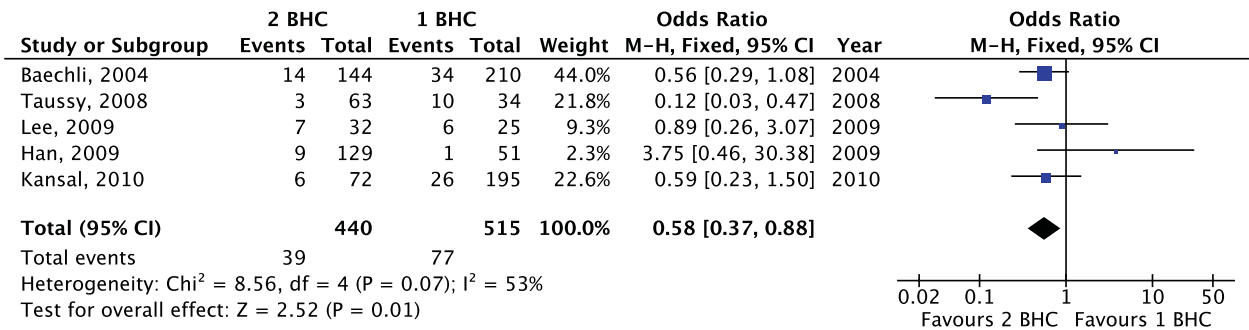 2 BHC 1 BHC Odds Ratio Odds Ratio
Study or Subgroup Events Total Events Total Weight M-H, Fixed, 95% CI Year M-H, Fixed, 95% CI
Baechli, 2004 14 144 34 210 44.0% 0.56 [0.29, 1.08] 2004
Taussy, 2008 3 63 10 34 21.8% 0.12 [0.03, 0.47] 2008
Lee, 2009 7 32 6 25 9.3% 0.89 [0.26, 3.07] 2009
Han, 2009 9 129 1 51 2.3% 3.75 [0.46, 30.38] 2009
Kansal, 2010 6 72 26 195 22.6% 0.59 [0.23, 1.50] 2010
Total (95% CI) 440 515 100.0% 0.58 [0.37, 0.88]
Total events 39 77
Heterogeneity: Chi² = 8.56, df = 4 (P = 0.07); I² = 53%
Test for overall effect: Z = 2.52 (P = 0.01)
0.02 0.1 1 10 50
Favours 2 BHC Favours 1 BHC